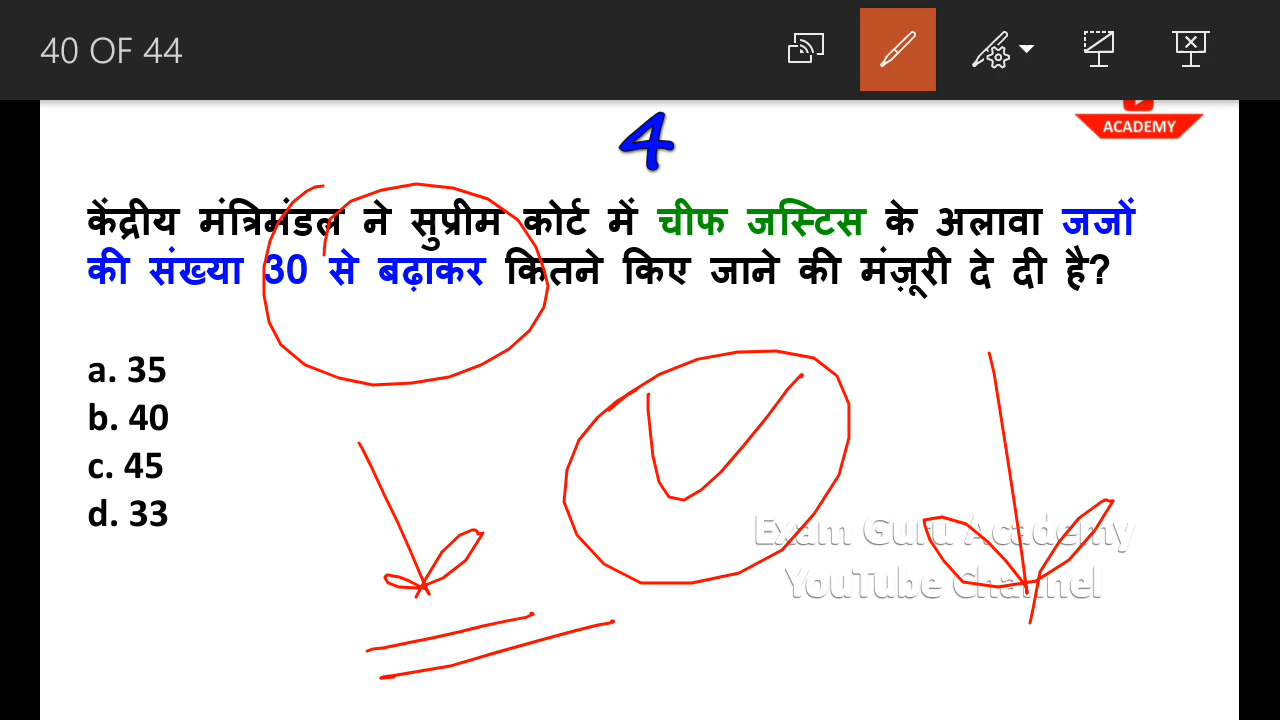 40 OF 44
ACADEMY
4
केंद्रीय मंत्रिमंडल ने सुप्रीम कोर्ट में चीफ जस्टिस के अलावा जजों
की संख्या 30 से बढ़ाकर कितने किए जाने की मंज़ूरी दे दी है?
a. 35
b. 40
c. 45
d. 33
Exam Guru Academy
YouTube Channel